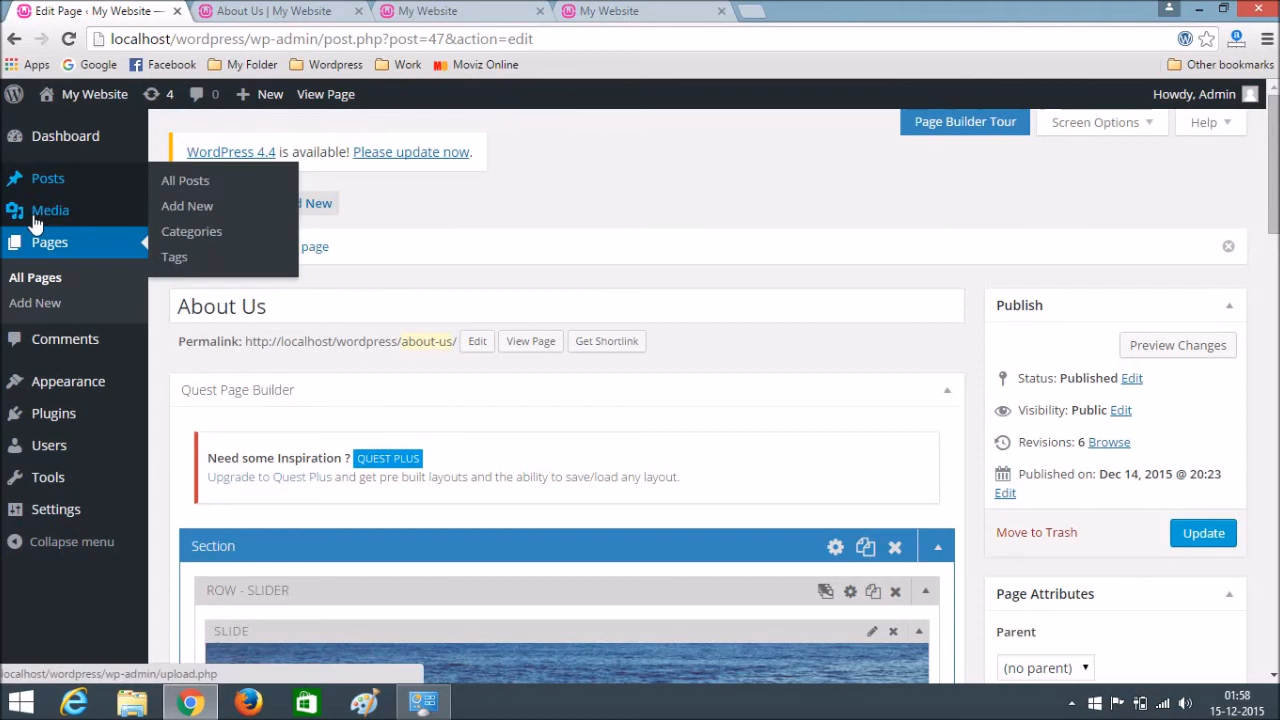 Edit Page ‹ My Website —
About Us | My Website
My Website
My Website
localhost/wordpress/wp-admin/post.php?post=47&action=edit
Apps
Google
Facebook
My Folder
Wordpress
Work
Moviz Online
Other bookmarks
My Website
4
0
New
View Page
Howdy, Admin
Dashboard
Posts
Media
Pages
All Pages
Add New
Comments
Appearance
Plugins
Users
Tools
Settings
Collapse menu
All Posts
Add New
Categories
Tags
Page Builder Tour
Screen Options
Help
WordPress 4.4 is available! Please update now.
New
page
About Us
Permalink: http://localhost/wordpress/about-us/
Edit
View Page
Get Shortlink
Quest Page Builder
Need some Inspiration ? QUEST PLUS
Upgrade to Quest Plus and get pre built layouts and the ability to save/load any layout.
Section
ROW - SLIDER
SLIDE
Publish
Preview Changes
Status: Published Edit
Visibility: Public Edit
Revisions: 6 Browse
Published on: Dec 14, 2015 @ 20:23
Edit
Move to Trash
Update
Page Attributes
Parent
(no parent)
localhost/wordpress/wp-admin/upload.php
01:58
15-12-2015